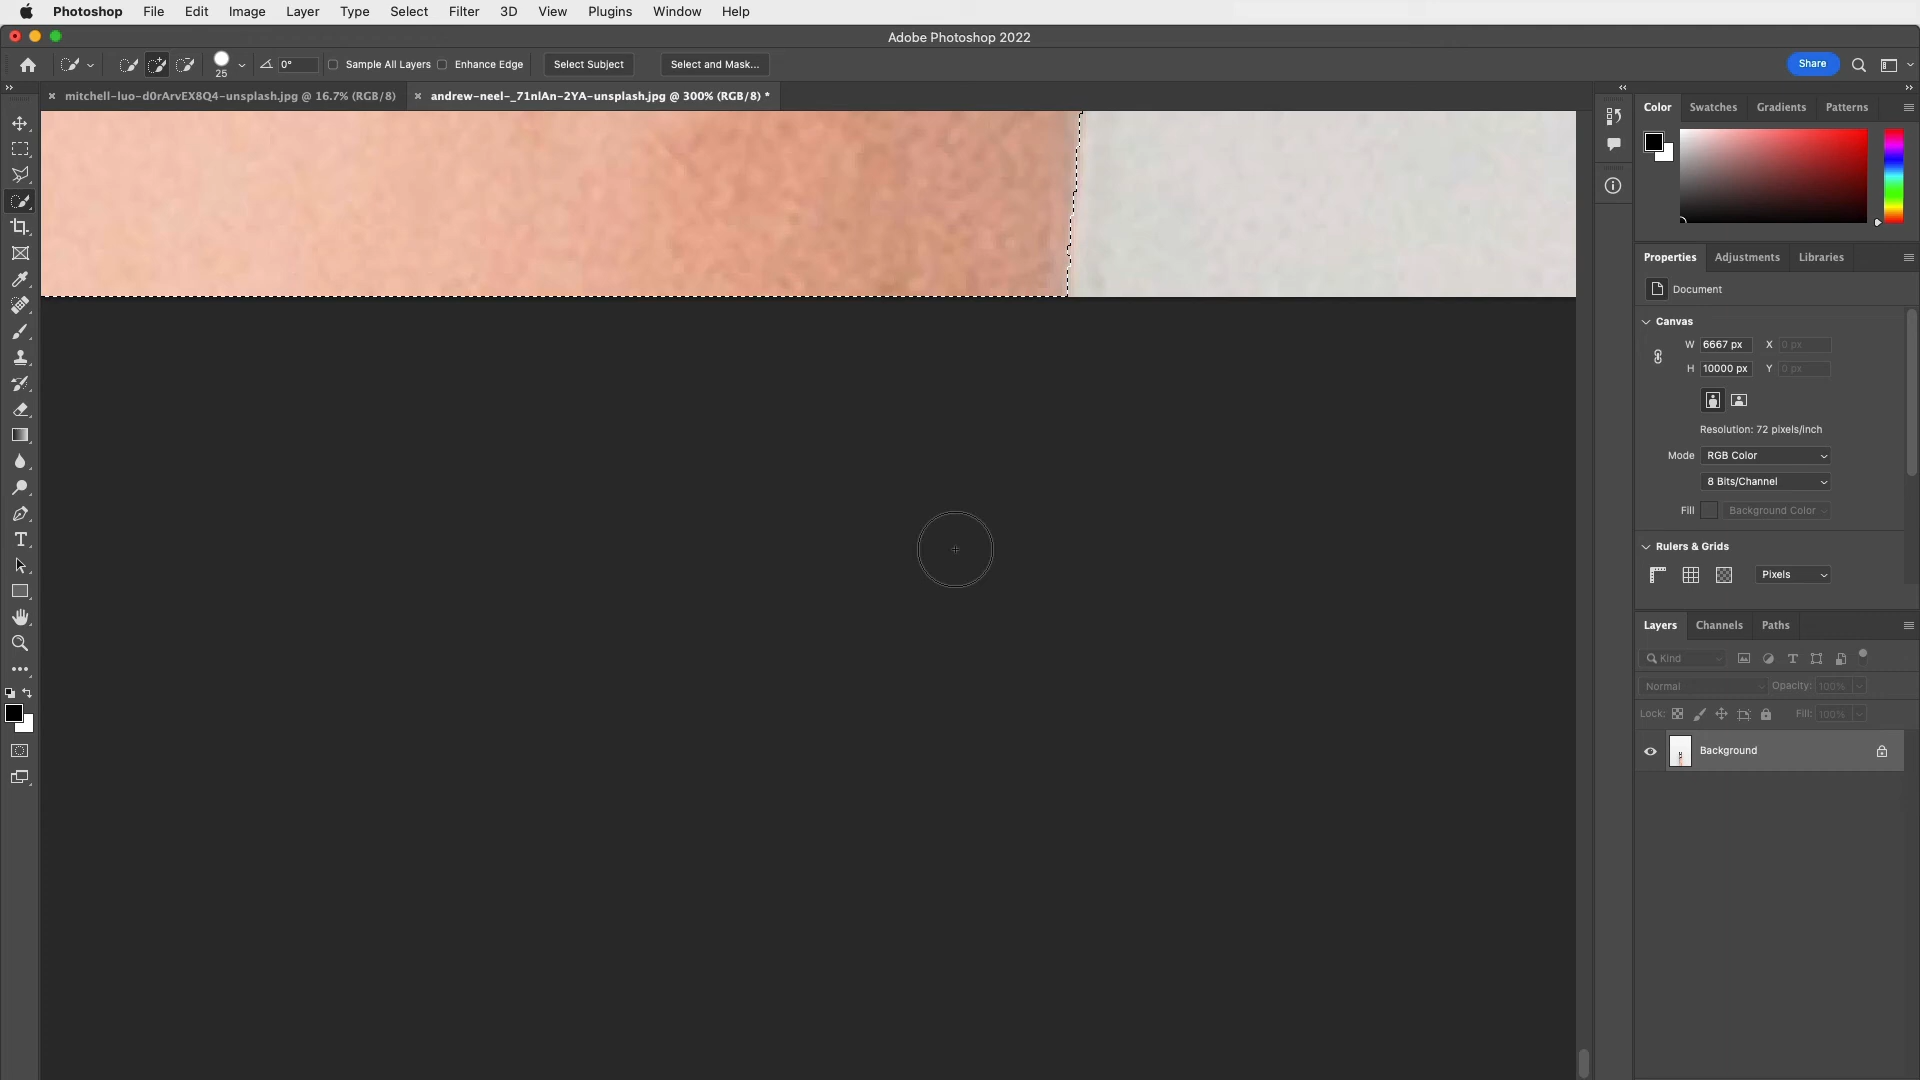 Photoshop File Edit Image Layer Type Select Filter 3D View Plugins Window Help
Adobe Photoshop 2022
25 0° Sample All Layers Enhance Edge Select Subject Select and Mask... Share
mitchell-luo-d0rArvEX8Q4-unsplash.jpg @ 16.7% (RGB/8) andrew-neel-_71nlAn-2YA-unsplash.jpg @ 300% (RGB/8) *
Color Swatches Gradients Patterns
Properties Adjustments Libraries
Document
Canvas
W 6667 px X 0 px
H 10000 px Y 0 px
Resolution: 72 pixels/inch
Mode RGB Color
8 Bits/Channel
Fill Background Color
Rulers & Grids
Pixels
Layers Channels Paths
Kind
Normal Opacity: 100%
Lock: Fill: 100%
Background